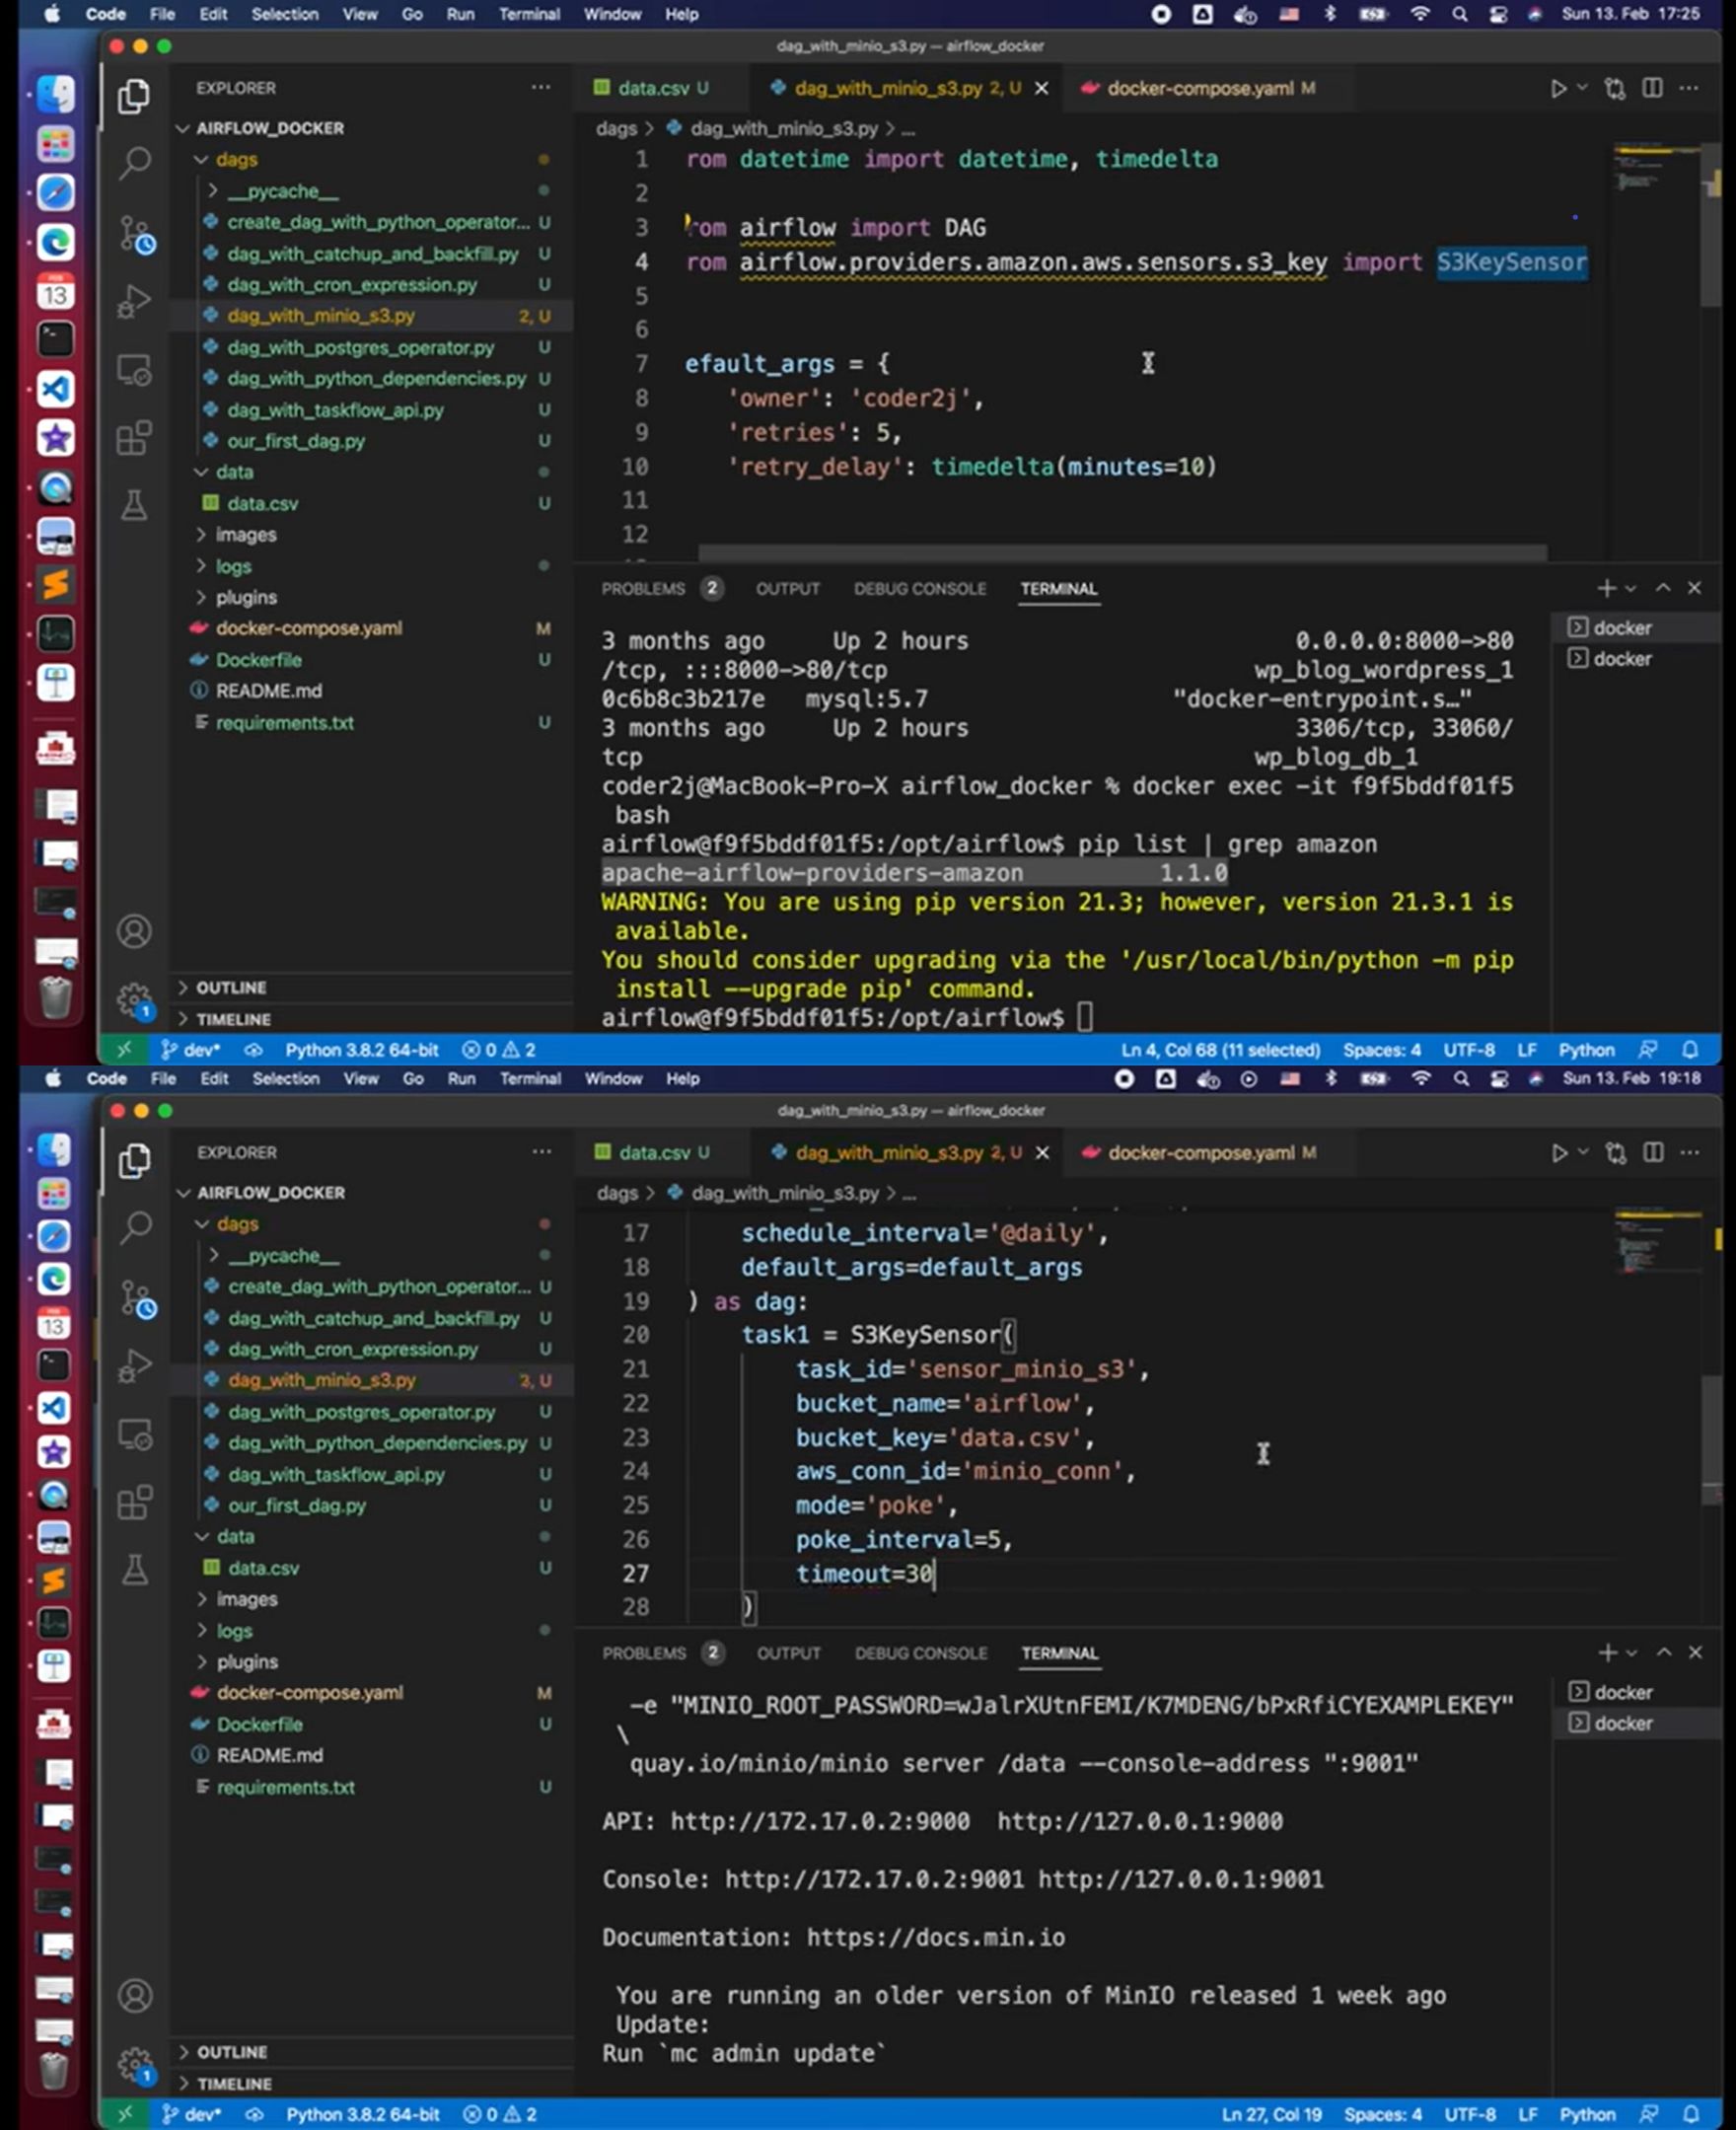 Code File Edit Selection View Go Run Terminal Window Help Sun 13. Feb 17:25
dag_with_minio_s3.py — airflow_docker
EXPLORER
data.csv U dag_with_minio_s3.py 2, U docker-compose.yaml M
AIRFLOW_DOCKER
dags > dag_with_minio_s3.py > ...
dags
__pycache__
create_dag_with_python_operator... U
dag_with_catchup_and_backfill.py U
dag_with_cron_expression.py U
dag_with_minio_s3.py 2, U
dag_with_postgres_operator.py U
dag_with_python_dependencies.py U
dag_with_taskflow_api.py U
our_first_dag.py U
data
data.csv U
images
logs
plugins
docker-compose.yaml M
Dockerfile U
README.md
requirements.txt U
OUTLINE
TIMELINE
1 rom datetime import datetime, timedelta
2
3 rom airflow import DAG
4 rom airflow.providers.amazon.aws.sensors.s3_key import S3KeySensor
5
6
7 efault_args = {
8 'owner': 'coder2j',
9 'retries': 5,
10 'retry_delay': timedelta(minutes=10)
11
12
PROBLEMS 2 OUTPUT DEBUG CONSOLE TERMINAL
docker
docker
3 months ago Up 2 hours 0.0.0.0:8000->80
/tcp, :::8000->80/tcp wp_blog_wordpress_1
0c6b8c3b217e mysql:5.7 "docker-entrypoint.s…"
3 months ago Up 2 hours 3306/tcp, 33060/
tcp wp_blog_db_1
coder2j@MacBook-Pro-X airflow_docker % docker exec -it f9f5bddf01f5
bash
airflow@f9f5bddf01f5:/opt/airflow$ pip list | grep amazon
apache-airflow-providers-amazon 1.1.0
WARNING: You are using pip version 21.3; however, version 21.3.1 is
available.
You should consider upgrading via the '/usr/local/bin/python -m pip
install --upgrade pip' command.
airflow@f9f5bddf01f5:/opt/airflow$
dev* Python 3.8.2 64-bit 0 2 Ln 4, Col 68 (11 selected) Spaces: 4 UTF-8 LF Python
Code File Edit Selection View Go Run Terminal Window Help Sun 13. Feb 19:18
dag_with_minio_s3.py — airflow_docker
EXPLORER
data.csv U dag_with_minio_s3.py 2, U docker-compose.yaml M
AIRFLOW_DOCKER
dags > dag_with_minio_s3.py > ...
dags
__pycache__
create_dag_with_python_operator... U
dag_with_catchup_and_backfill.py U
dag_with_cron_expression.py U
dag_with_minio_s3.py 2, U
dag_with_postgres_operator.py U
dag_with_python_dependencies.py U
dag_with_taskflow_api.py U
our_first_dag.py U
data
data.csv U
images
logs
plugins
docker-compose.yaml M
Dockerfile U
README.md
requirements.txt U
OUTLINE
TIMELINE
17 schedule_interval='@daily',
18 default_args=default_args
19 ) as dag:
20 task1 = S3KeySensor(
21 task_id='sensor_minio_s3',
22 bucket_name='airflow',
23 bucket_key='data.csv',
24 aws_conn_id='minio_conn',
25 mode='poke',
26 poke_interval=5,
27 timeout=30
28 )
PROBLEMS 2 OUTPUT DEBUG CONSOLE TERMINAL
docker
docker
-e "MINIO_ROOT_PASSWORD=wJalrXUtnFEMI/K7MDENG/bPxRfiCYEXAMPLEKEY"
\
quay.io/minio/minio server /data --console-address ":9001"
API: http://172.17.0.2:9000 http://127.0.0.1:9000
Console: http://172.17.0.2:9001 http://127.0.0.1:9001
Documentation: https://docs.min.io
You are running an older version of MinIO released 1 week ago
Update:
Run `mc admin update`
dev* Python 3.8.2 64-bit 0 2 Ln 27, Col 19 Spaces: 4 UTF-8 LF Python